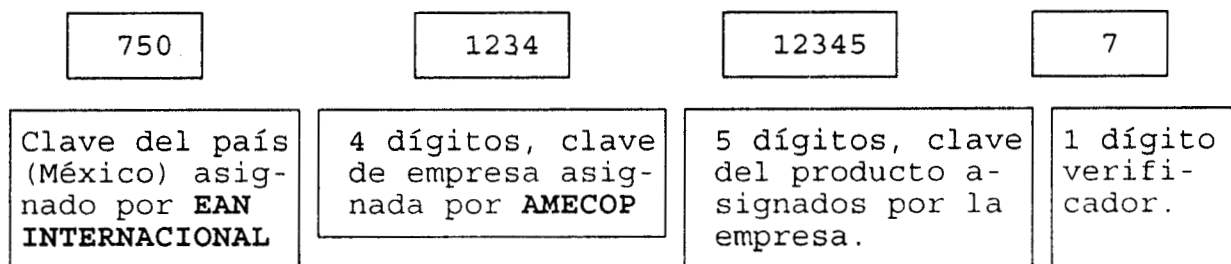 750
1234
12345
7
Clave del país
(México) asig-
nado por EAN
INTERNACIONAL
4 dígitos, clave
de empresa asig-
nada por AMECOP
5 dígitos, clave
del producto a-
signados por la
empresa.
1 dígito
verifi-
cador.